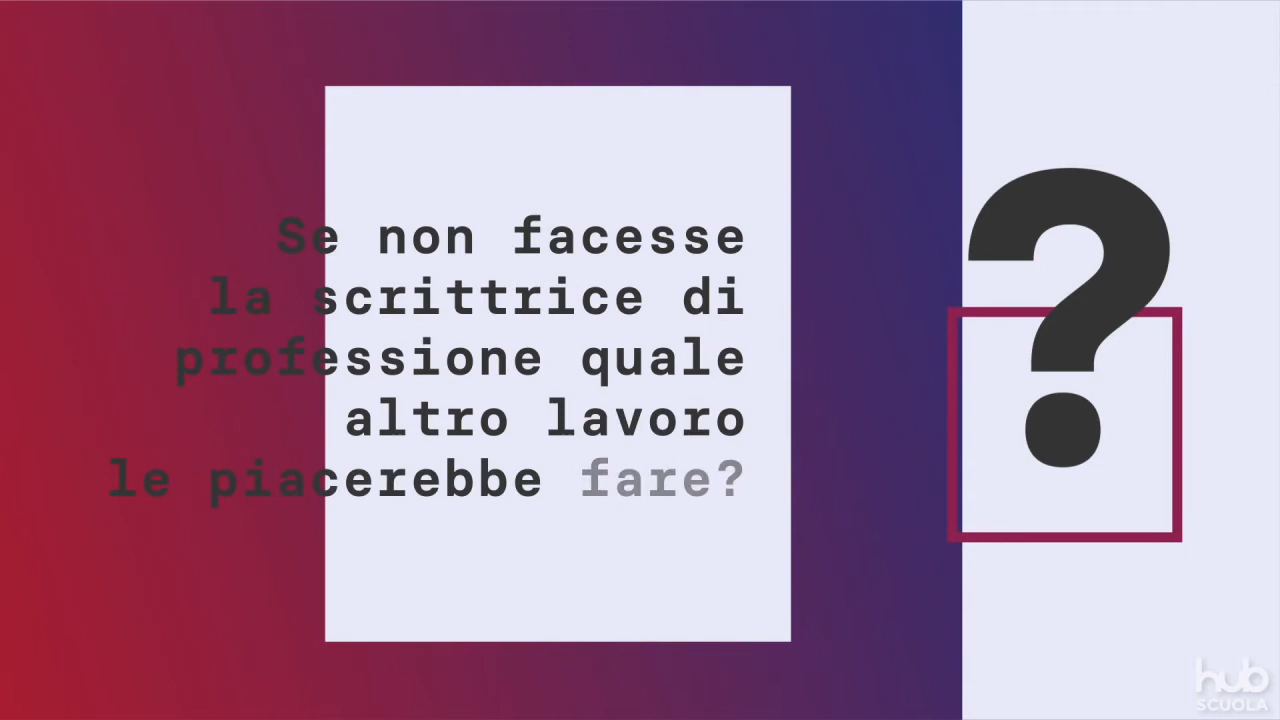 Se non facesse
la scrittrice di
professione quale
altro lavoro
le piacerebbe fare?
?
hub
SCUOLA